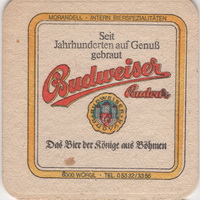 MORANDELL - INTERN. BIERSPEZIALITÄTEN
Seit
Jahrhunderten auf Genuß
gebraut
Budweiser
Budvar
Das Bier der Könige aus Böhmen
6300 WÖRGL · TEL. 0 53 32 / 33 56